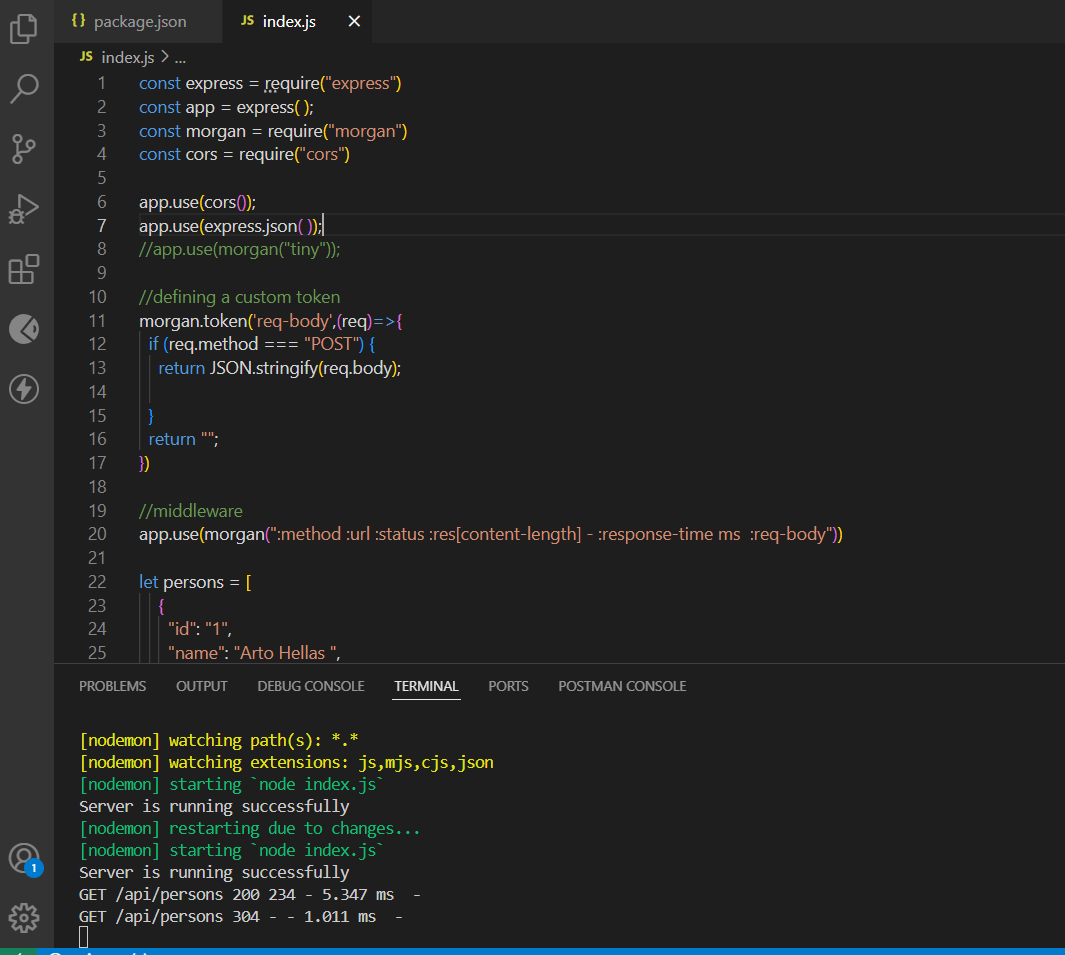 {} package.json JS index.js ×
JS index.js > ...
1 const express = require("express")
2 const app = express( );
3 const morgan = require("morgan")
4 const cors = require("cors")
5
6 app.use(cors());
7 app.use(express.json( ));
8 //app.use(morgan("tiny"));
9
10 //defining a custom token
11 morgan.token('req-body',(req)=>{
12 if (req.method === "POST") {
13 return JSON.stringify(req.body);
14
15 }
16 return "";
17 })
18
19 //middleware
20 app.use(morgan(":method :url :status :res[content-length] - :response-time ms  :req-body"))
21
22 let persons = [
23 {
24 "id": "1",
25 "name": "Arto Hellas ",
PROBLEMS OUTPUT DEBUG CONSOLE TERMINAL PORTS POSTMAN CONSOLE
[nodemon] watching path(s): *.*
[nodemon] watching extensions: js,mjs,cjs,json
[nodemon] starting `node index.js`
Server is running successfully
[nodemon] restarting due to changes...
[nodemon] starting `node index.js`
Server is running successfully
GET /api/persons 200 234 - 5.347 ms  -
GET /api/persons 304 - - 1.011 ms  -
1